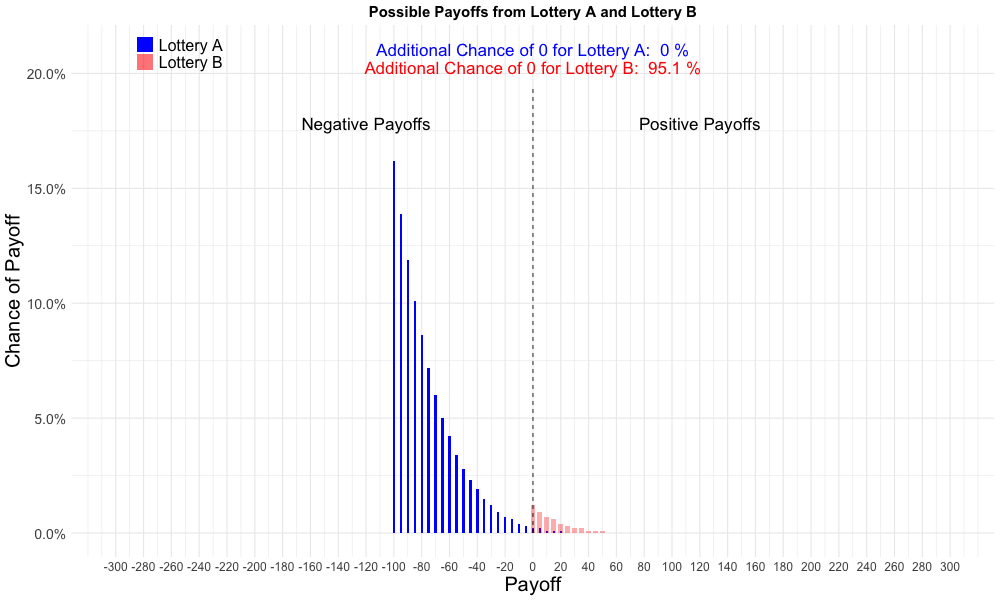 Possible Payoffs from Lottery A and Lottery B
Lottery A
Lottery B
Additional Chance of 0 for Lottery A:  0 %
Additional Chance of 0 for Lottery B:  95.1 %
Negative Payoffs
Positive Payoffs
Chance of Payoff
20.0%
15.0%
10.0%
5.0%
0.0%
-300 -280 -260 -240 -220 -200 -180 -160 -140 -120 -100 -80 -60 -40 -20 0 20 40 60 80 100 120 140 160 180 200 220 240 260 280 300
Payoff